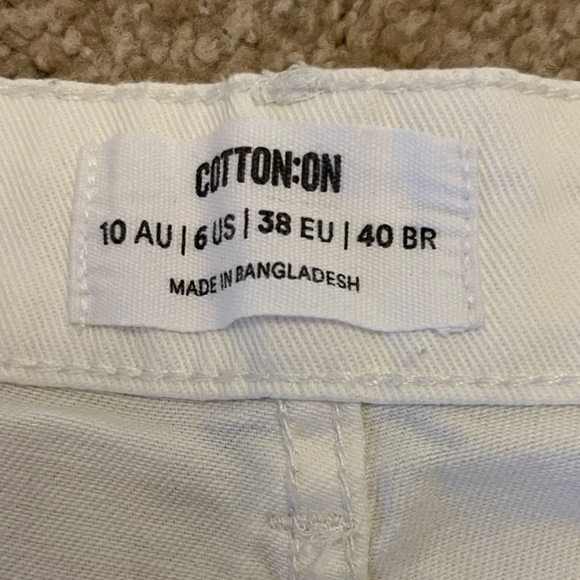 COTTON:ON
10 AU | 6 US | 38 EU | 40 BR
MADE IN BANGLADESH